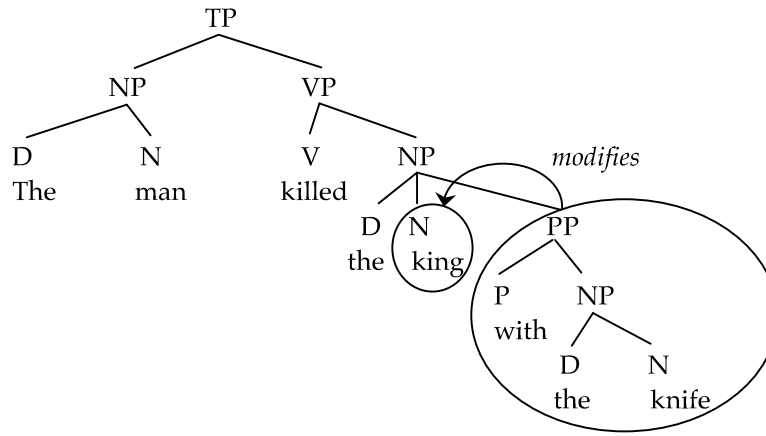 TP
NP VP
D N V NP modifies
The man killed
D N PP
the king
P NP
with
D N
the knife